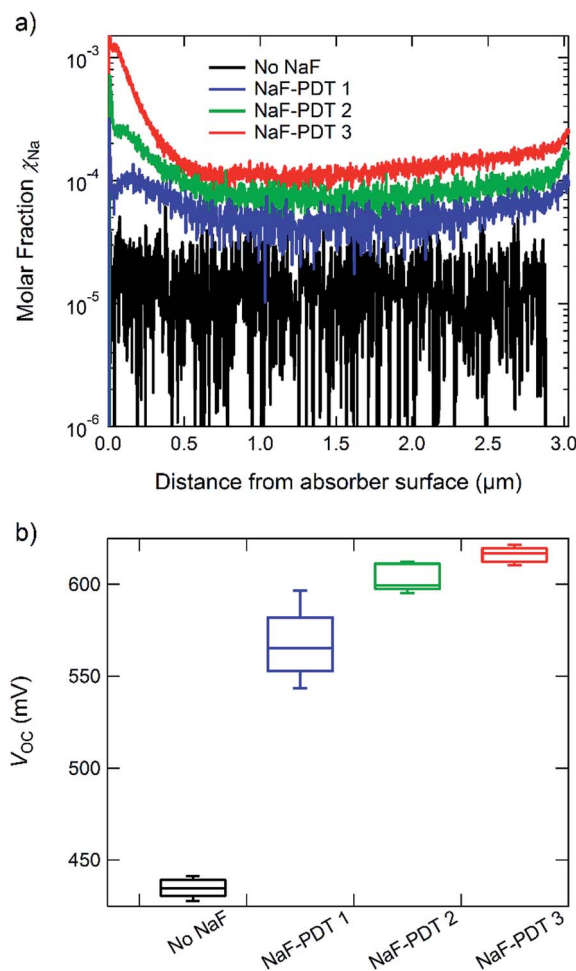 a)
10⁻³
10⁻⁴
10⁻⁵
10⁻⁶
Molar Fraction χNa
No NaF
NaF-PDT 1
NaF-PDT 2
NaF-PDT 3
0.0 0.5 1.0 1.5 2.0 2.5 3.0
Distance from absorber surface (µm)
b)
600
550
500
450
VOC (mV)
No NaF
NaF-PDT 1
NaF-PDT 2
NaF-PDT 3